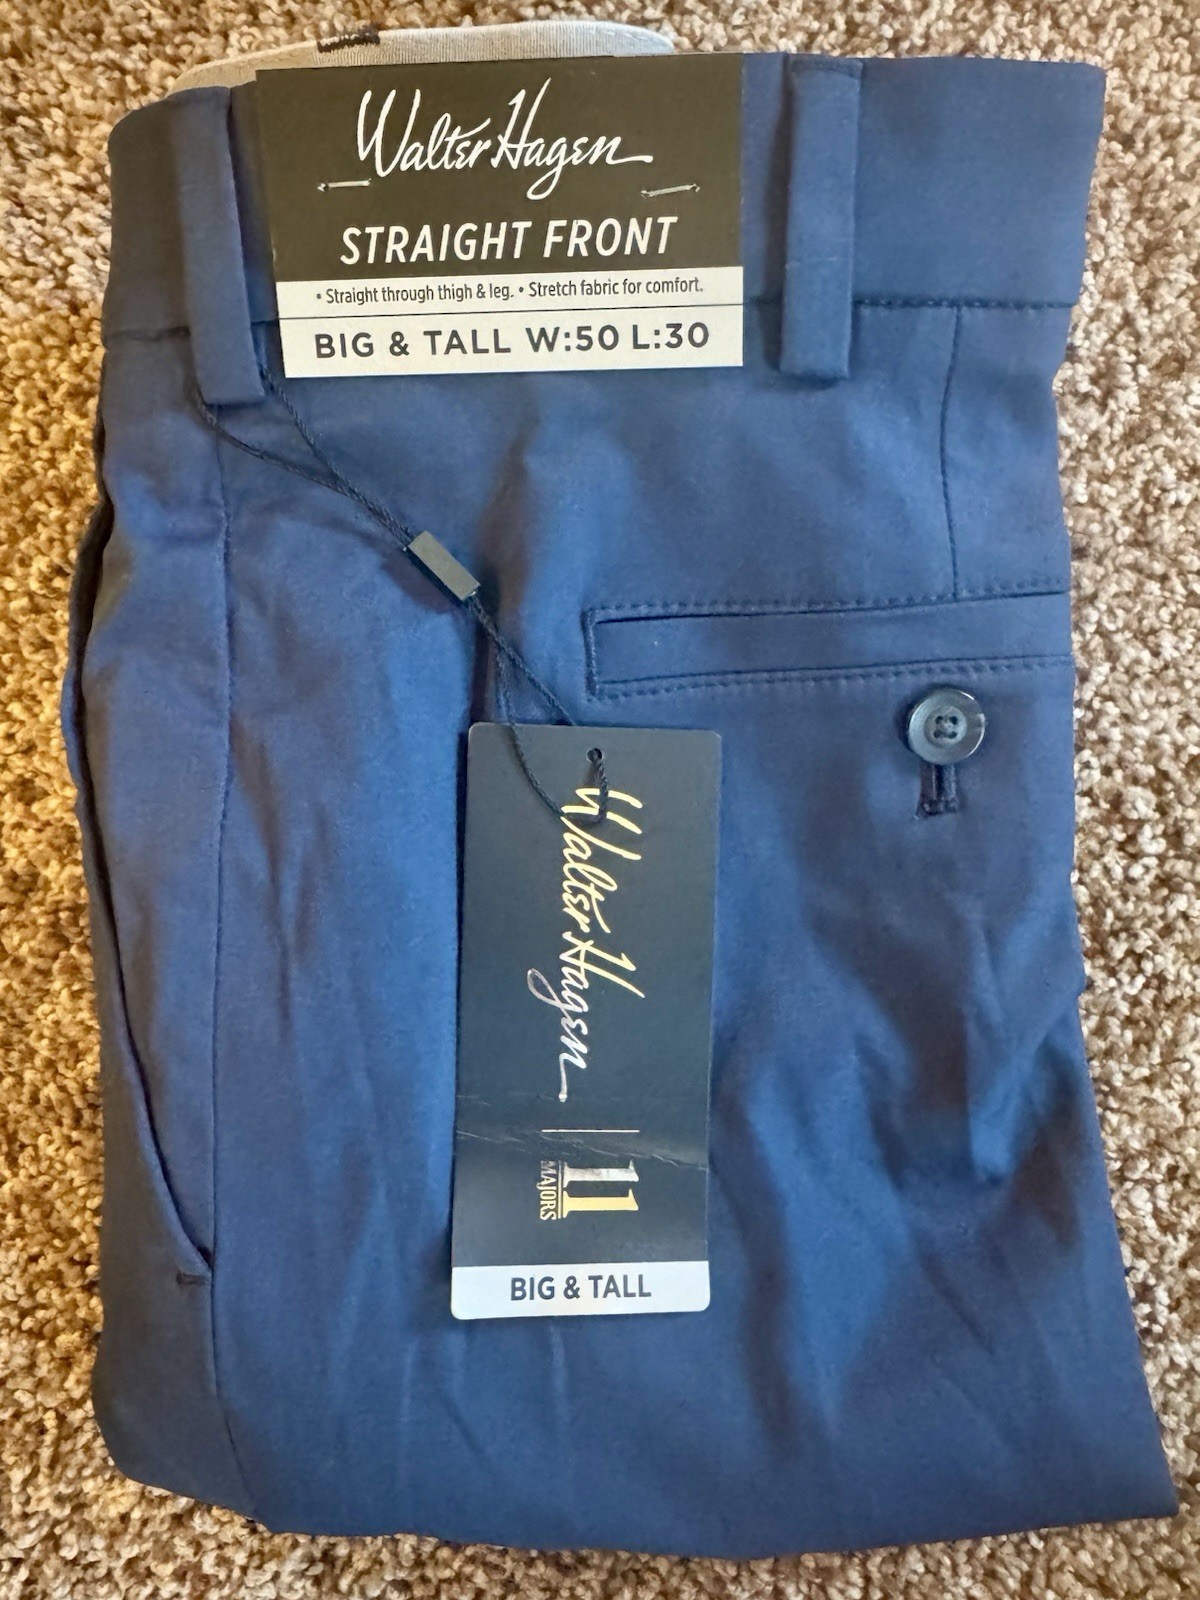 Walter Hagen
STRAIGHT FRONT
• Straight through thigh & leg. • Stretch fabric for comfort.
BIG & TALL W:50 L:30
Walter Hagen
11
MAJORS
BIG & TALL